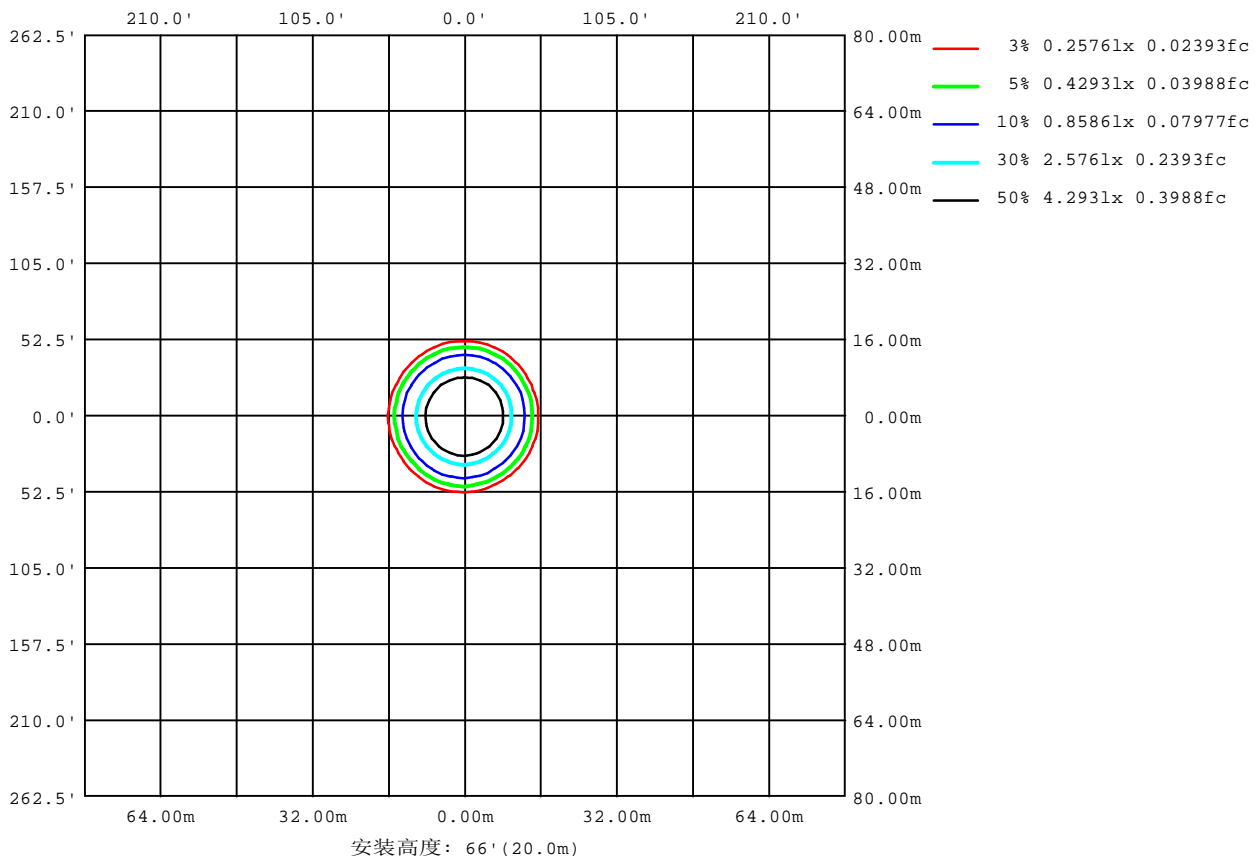 210.0' 105.0' 0.0' 105.0' 210.0'
262.5' 80.00m
210.0' 64.00m
157.5' 48.00m
105.0' 32.00m
52.5' 16.00m
0.0' 0.00m
52.5' 16.00m
105.0' 32.00m
157.5' 48.00m
210.0' 64.00m
262.5' 80.00m
64.00m 32.00m 0.00m 32.00m 64.00m
安装高度: 66'(20.0m)
3% 0.2576lx 0.02393fc
5% 0.4293lx 0.03988fc
10% 0.8586lx 0.07977fc
30% 2.576lx 0.2393fc
50% 4.293lx 0.3988fc